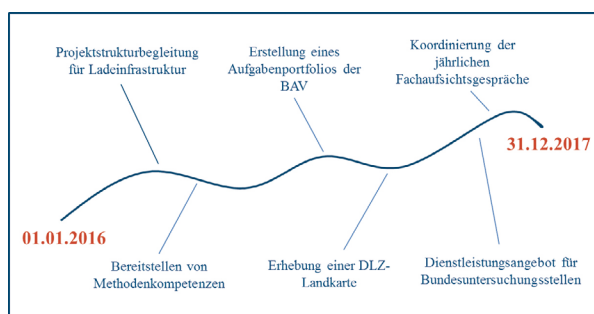 Projektstrukturbegleitung
für Ladeinfrastruktur
Erstellung eines
Aufgabenportfolios der
BAV
Koordinierung der
jährlichen
Fachaufsichtsgespräche
31.12.2017
01.01.2016
Bereitstellen von
Methodenkompetenzen
Erhebung einer DLZ-
Landkarte
Dienstleistungsangebot für
Bundesuntersuchungsstellen